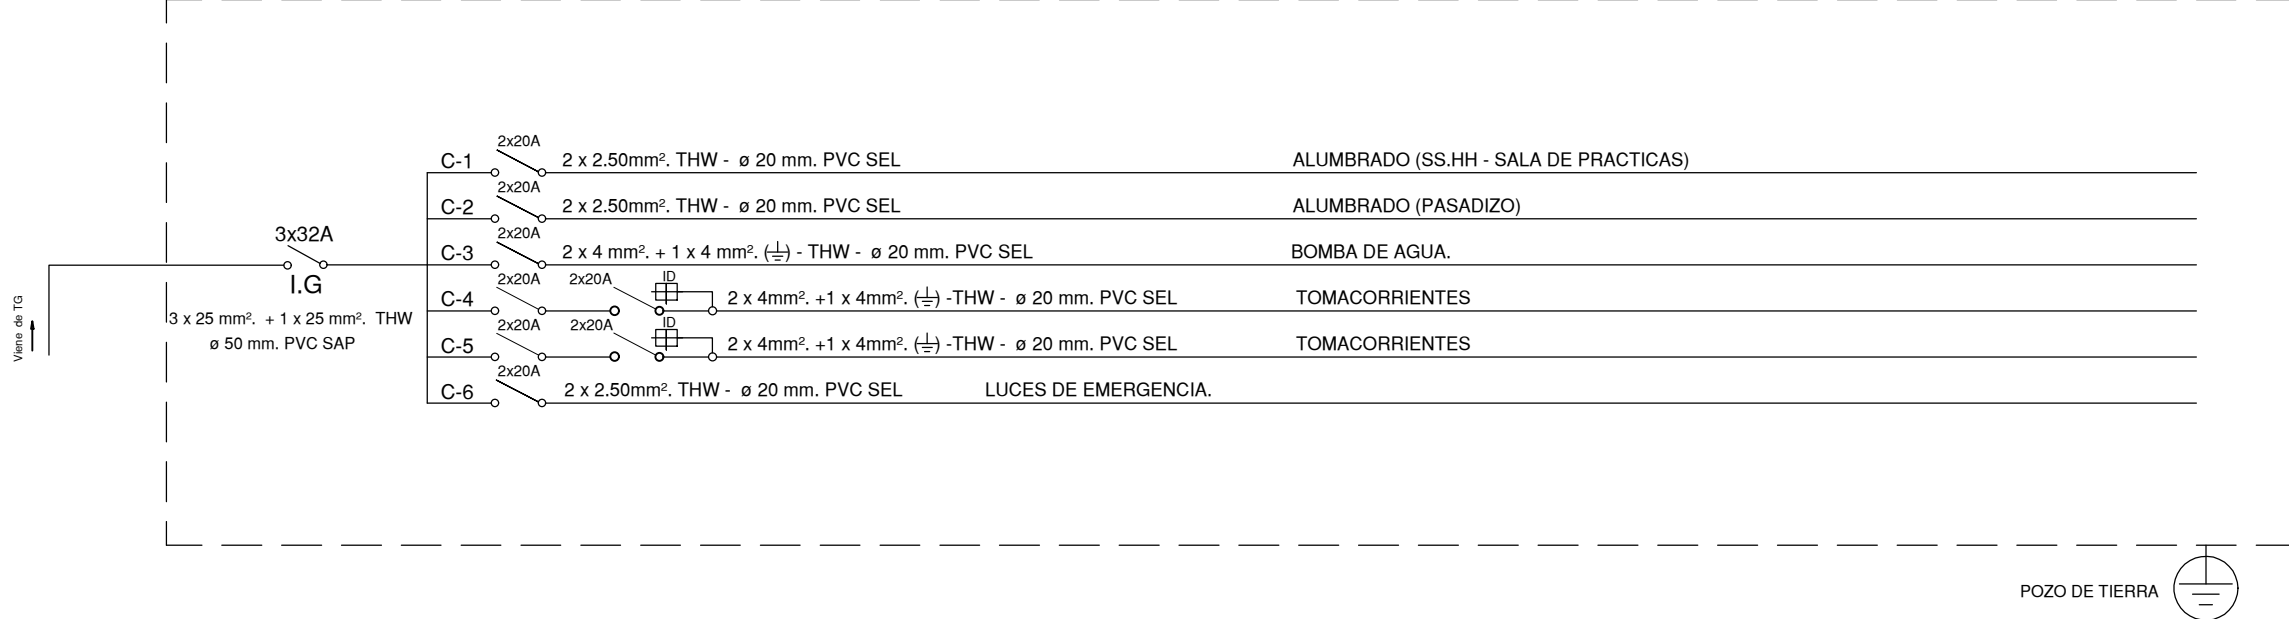 2x20A
C-1 2 x 2.50mm². THW - ø 20 mm. PVC SEL ALUMBRADO (SS.HH - SALA DE PRACTICAS)
2x20A
C-2 2 x 2.50mm². THW - ø 20 mm. PVC SEL ALUMBRADO (PASADIZO)
3x32A
I.G
3 x 25 mm². + 1 x 25 mm². THW
ø 50 mm. PVC SAP
Viene de TG
2x20A
C-3 2 x 4 mm². + 1 x 4 mm². (⏚) - THW - ø 20 mm. PVC SEL BOMBA DE AGUA.
2x20A 2x20A ID
C-4 2 x 4mm². +1 x 4mm². (⏚) -THW - ø 20 mm. PVC SEL TOMACORRIENTES
2x20A 2x20A ID
C-5 2 x 4mm². +1 x 4mm². (⏚) -THW - ø 20 mm. PVC SEL TOMACORRIENTES
2x20A
C-6 2 x 2.50mm². THW - ø 20 mm. PVC SEL LUCES DE EMERGENCIA.
POZO DE TIERRA